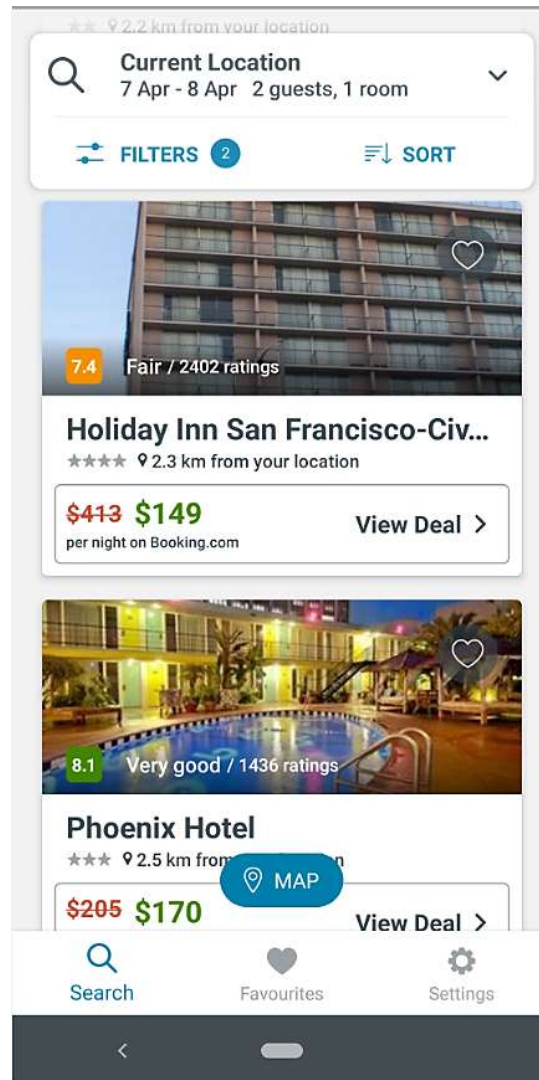 2.2 km from your location
Current Location
7 Apr - 8 Apr 2 guests, 1 room
FILTERS 2
SORT
7.4 Fair / 2402 ratings
Holiday Inn San Francisco-Civ...
2.3 km from your location
$413 $149
per night on Booking.com
View Deal
8.1 Very good / 1436 ratings
Phoenix Hotel
2.5 km from
MAP
$205 $170
View Deal
Search
Favourites
Settings